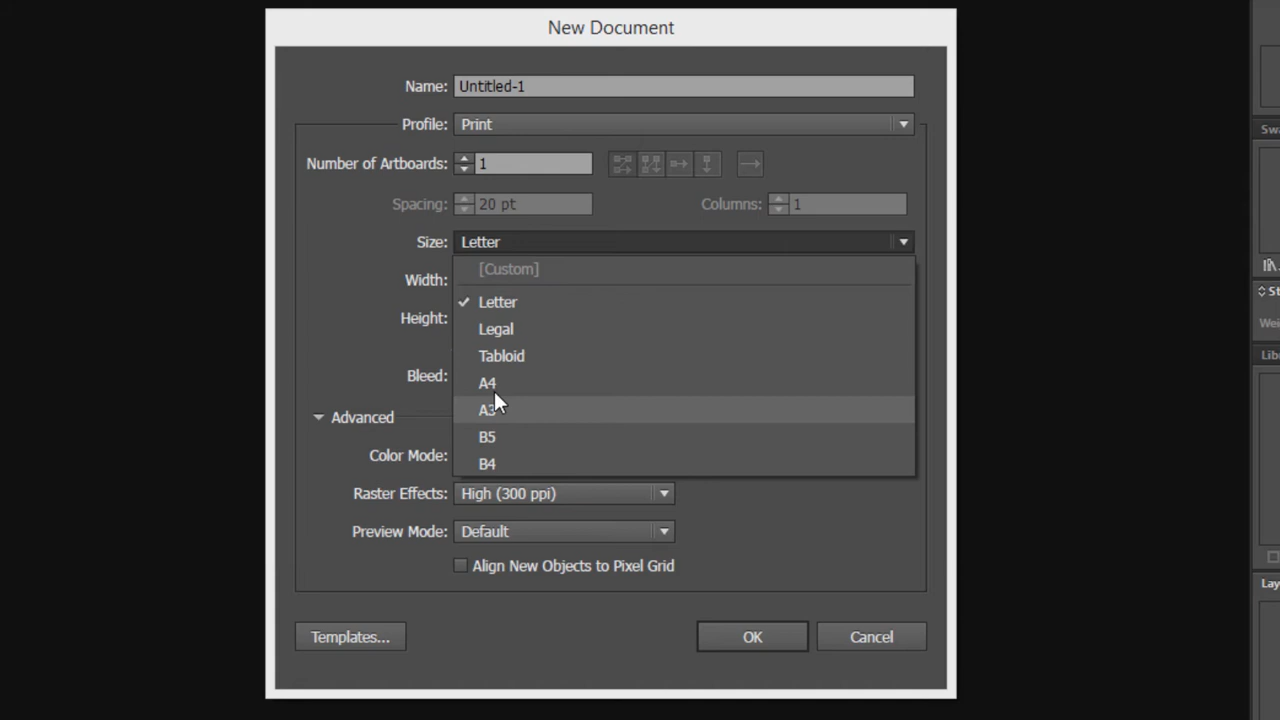 New Document
Name: Untitled-1
Profile: Print
Number of Artboards: 1
Spacing: 20 pt Columns: 1
Size: Letter
[Custom]
Width:
Letter
Height:
Legal
Tabloid
Bleed:
A4
A3
Advanced
B5
Color Mode:
B4
Raster Effects: High (300 ppi)
Preview Mode: Default
Align New Objects to Pixel Grid
Templates... OK Cancel